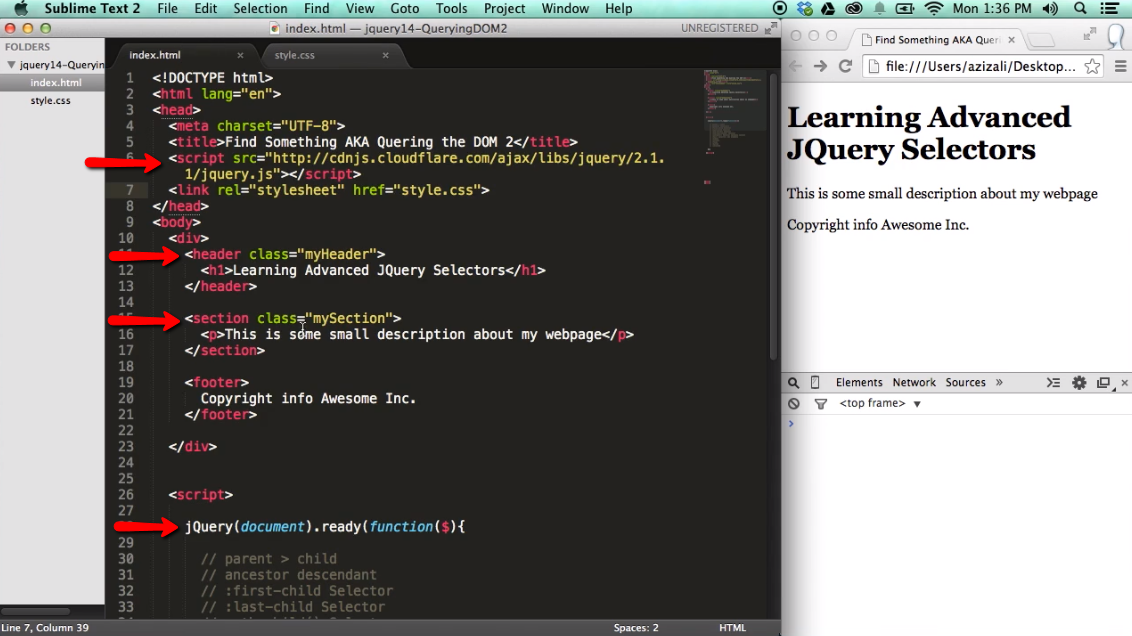 Sublime Text 2 File Edit Selection Find View Goto Tools Project Window Help Mon 1:36 PM
index.html — jquery14-QueryingDOM2 UNREGISTERED
FOLDERS
jquery14-Queryin
index.html
style.css
index.html × style.css ×
1 <!DOCTYPE html>
2 <html lang="en">
3 <head>
4 <meta charset="UTF-8">
5 <title>Find Something AKA Quering the DOM 2</title>
6 <script src="http://cdnjs.cloudflare.com/ajax/libs/jquery/2.1.
1/jquery.js"></script>
7 <link rel="stylesheet" href="style.css">
8 </head>
9 <body>
10 <div>
11 <header class="myHeader">
12 <h1>Learning Advanced JQuery Selectors</h1>
13 </header>
14
15 <section class="mySection">
16 <p>This is some small description about my webpage</p>
17 </section>
18
19 <footer>
20 Copyright info Awesome Inc.
21 </footer>
22
23 </div>
24
25
26 <script>
27
jQuery(document).ready(function($){
29
30 // parent > child
31 // ancestor descendant
32 // :first-child Selector
33 // :last-child Selector
Line 7, Column 39 Spaces: 2 HTML
Find Something AKA Queri ×
file:///Users/azizali/Desktop...
Learning Advanced
JQuery Selectors
This is some small description about my webpage
Copyright info Awesome Inc.
Elements Network Sources » ×
<top frame> ▼